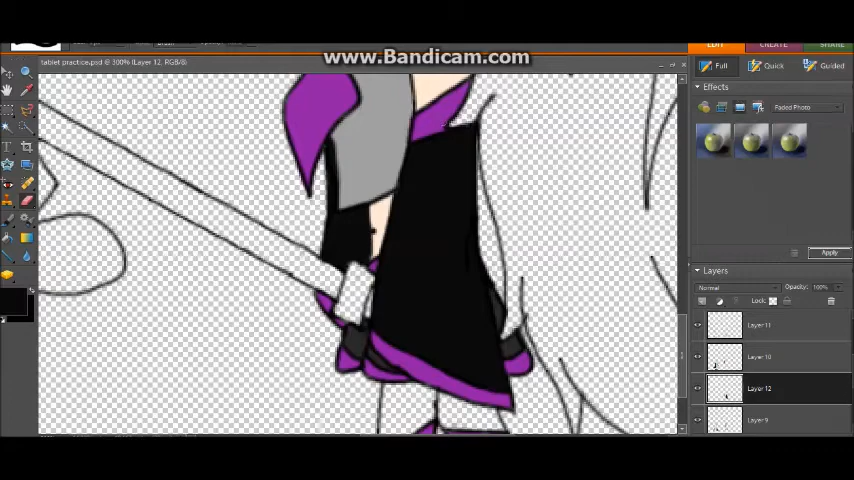 www.Bandicam.com
EDIT CREATE SHARE
tablet practice.psd @ 300% (Layer 12, RGB/8)
Full Quick Guided
Effects
Faded Photo
Apply
Layers
Normal Opacity: 100%
Lock:
Layer 11
Layer 10
Layer 12
Layer 9